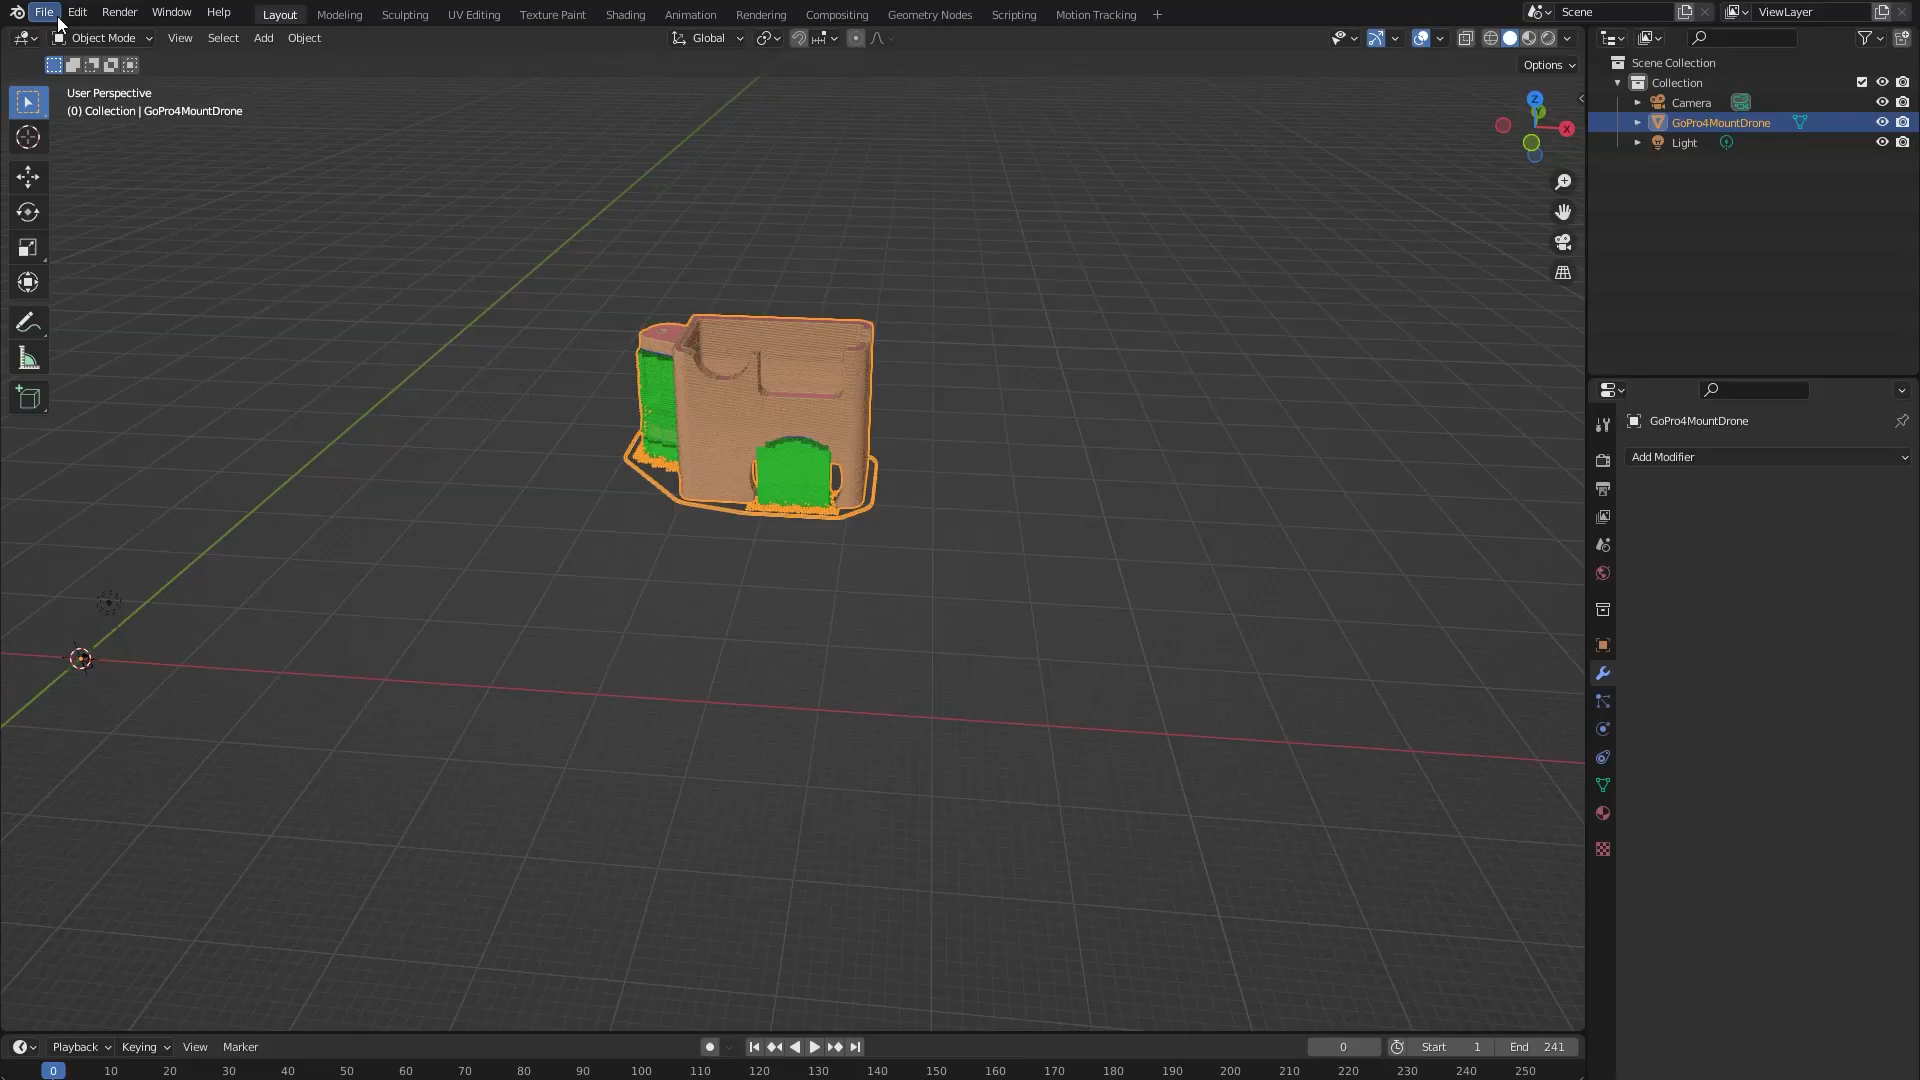 File Edit Render Window Help Layout Modeling Sculpting UV Editing Texture Paint Shading Animation Rendering Compositing Geometry Nodes Scripting Motion Tracking + Scene ViewLayer
Object Mode View Select Add Object Global
Options
User Perspective
(0) Collection | GoPro4MountDrone
Z
X
Scene Collection
Collection
Camera
GoPro4MountDrone
Light
GoPro4MountDrone
Add Modifier
Playback Keying View Marker 0 Start 1 End 241
0 10 20 30 40 50 60 70 80 90 100 110 120 130 140 150 160 170 180 190 200 210 220 230 240 250